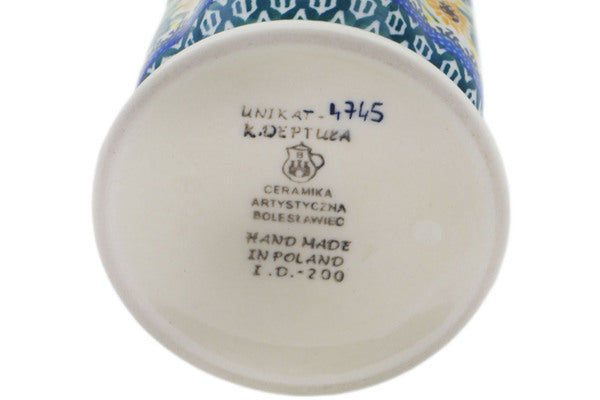 UNIKAT-4745
K.DEPTUŁA
B
CERAMIKA
ARTYSTYCZNA
BOLESŁAWIEC
HAND MADE
IN POLAND
I.D.-200